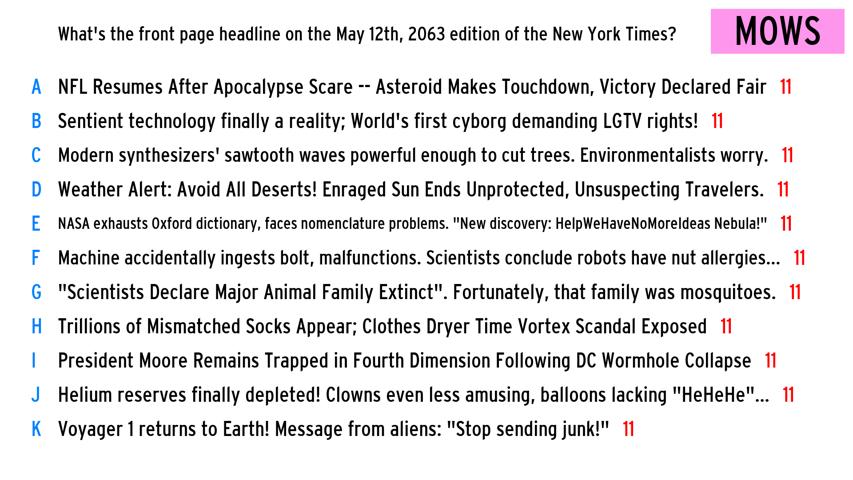 What's the front page headline on the May 12th, 2063 edition of the New York Times?
MOWS
A NFL Resumes After Apocalypse Scare -- Asteroid Makes Touchdown, Victory Declared Fair 11
B Sentient technology finally a reality; World's first cyborg demanding LGTV rights! 11
C Modern synthesizers' sawtooth waves powerful enough to cut trees. Environmentalists worry. 11
D Weather Alert: Avoid All Deserts! Enraged Sun Ends Unprotected, Unsuspecting Travelers. 11
E NASA exhausts Oxford dictionary, faces nomenclature problems. "New discovery: HelpWeHaveNoMoreIdeas Nebula!" 11
F Machine accidentally ingests bolt, malfunctions. Scientists conclude robots have nut allergies... 11
G "Scientists Declare Major Animal Family Extinct". Fortunately, that family was mosquitoes. 11
H Trillions of Mismatched Socks Appear; Clothes Dryer Time Vortex Scandal Exposed 11
I President Moore Remains Trapped in Fourth Dimension Following DC Wormhole Collapse 11
J Helium reserves finally depleted! Clowns even less amusing, balloons lacking "HeHeHe"... 11
K Voyager 1 returns to Earth! Message from aliens: "Stop sending junk!" 11